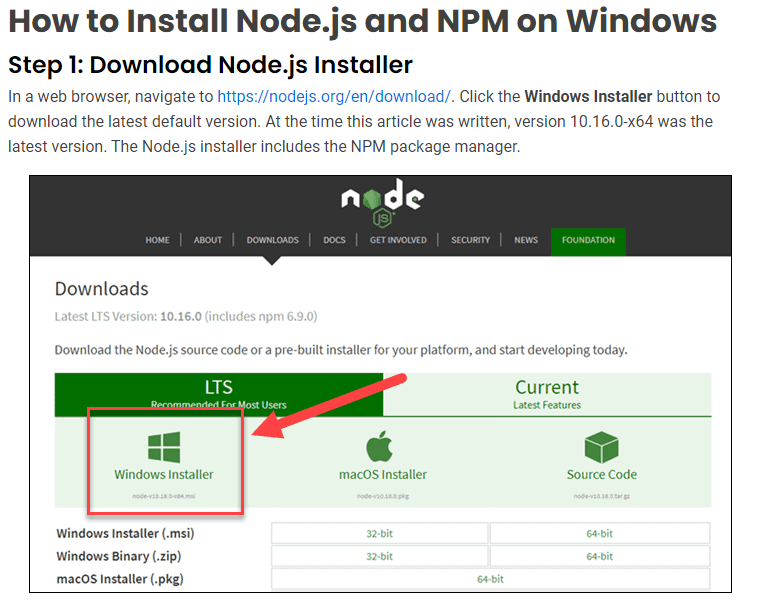 How to Install Node.js and NPM on Windows
Step 1: Download Node.js Installer
In a web browser, navigate to https://nodejs.org/en/download/. Click the Windows Installer button to
download the latest default version. At the time this article was written, version 10.16.0-x64 was the
latest version. The Node.js installer includes the NPM package manager.
node
JS
HOME | ABOUT | DOWNLOADS | DOCS | GET INVOLVED | SECURITY | NEWS FOUNDATION
Downloads
Latest LTS Version: 10.16.0 (includes npm 6.9.0)
Download the Node.js source code or a pre-built installer for your platform, and start developing today.
LTS Current
Recommended For Most Users Latest Features
Windows Installer macOS Installer Source Code
node-v10.16.0-x64.msi node-v10.16.0.pkg node-v10.16.0.tar.gz
Windows Installer (.msi) 32-bit 64-bit
Windows Binary (.zip) 32-bit 64-bit
macOS Installer (.pkg) 64-bit